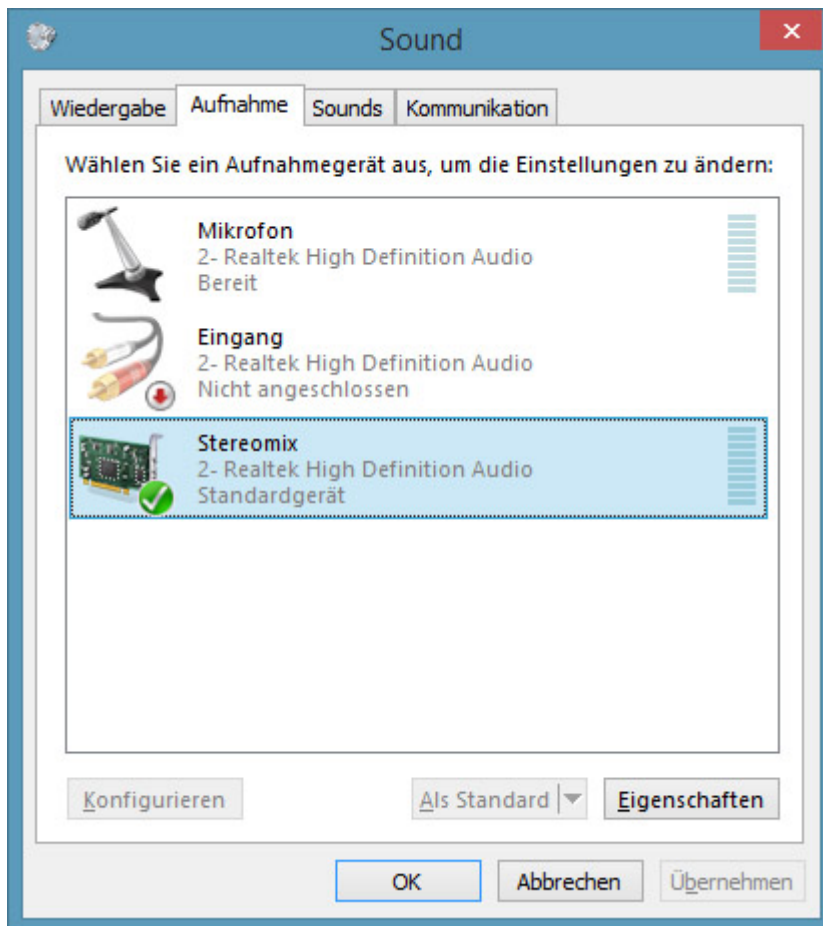 Sound
Wiedergabe Aufnahme Sounds Kommunikation
Wählen Sie ein Aufnahmegerät aus, um die Einstellungen zu ändern:
Mikrofon
2- Realtek High Definition Audio
Bereit
Eingang
2- Realtek High Definition Audio
Nicht angeschlossen
Stereomix
2- Realtek High Definition Audio
Standardgerät
Konfigurieren Als Standard Eigenschaften
OK Abbrechen Übernehmen